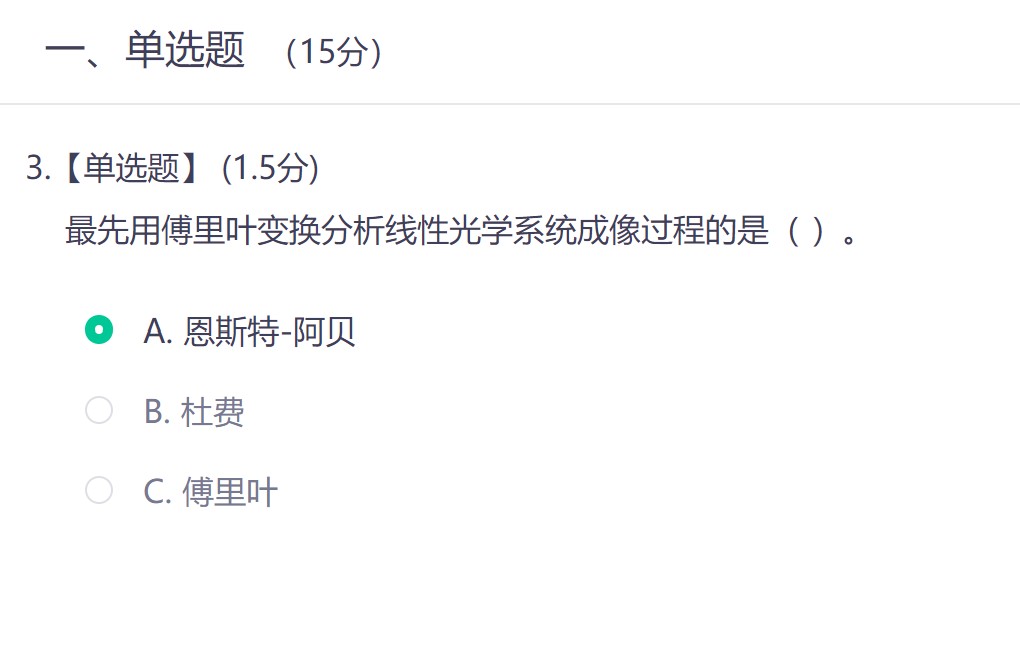 一、单选题 （15分）
3.【单选题】 (1.5分)
最先用傅里叶变换分析线性光学系统成像过程的是（ ）。
A. 恩斯特-阿贝
B. 杜费
C. 傅里叶